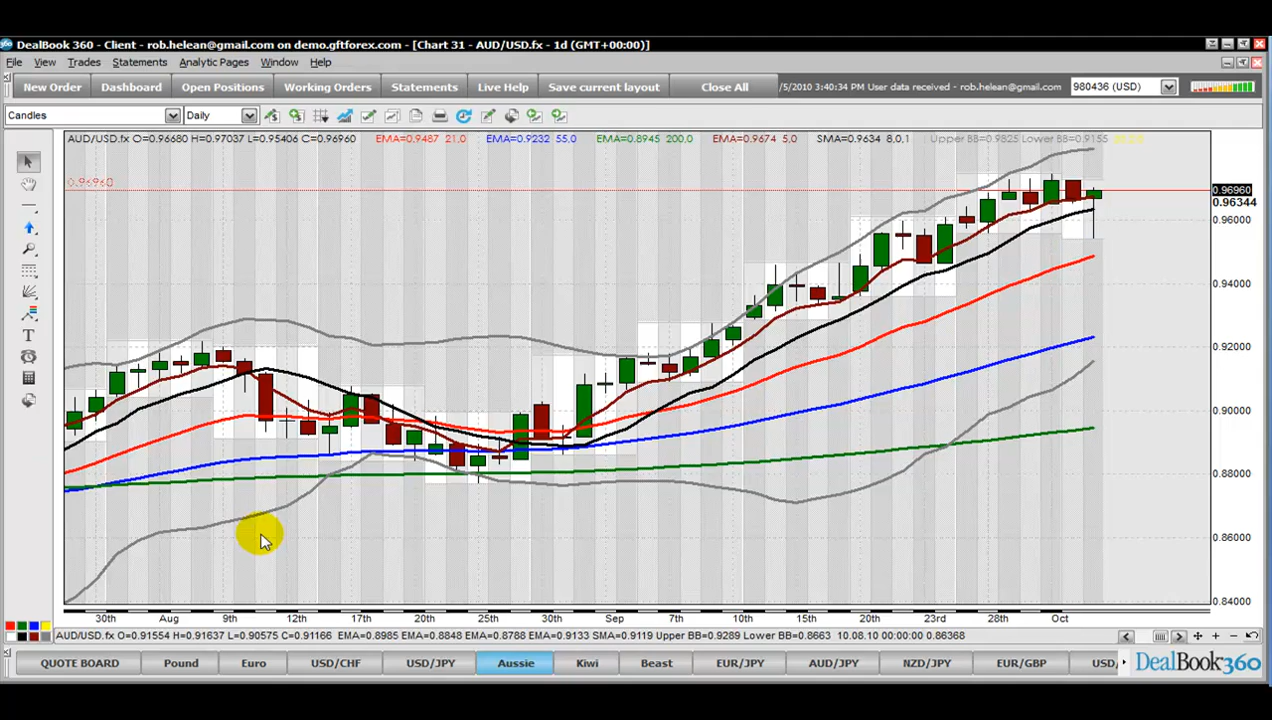 DealBook 360 - Client - rob.helean@gmail.com on demo.gftforex.com - [Chart 31 - AUD/USD.fx - 1d (GMT+00:00)]
File View Trades Statements Analytic Pages Window Help
New Order Dashboard Open Positions Working Orders Statements Live Help Save current layout Close All /5/2010 3:40:34 PM User data received - rob.helean@gmail.com 980436 (USD)
Candles Daily
AUD/USD.fx O=0.96680 H=0.97037 L=0.95406 C=0.96960 EMA=0.9487 21.0 EMA=0.9232 55.0 EMA=0.8945 200.0 EMA=0.9674 5.0 SMA=0.9634 8,0,1 Upper BB=0.9825 Lower BB=0.9155
0.96960
0.96960
0.96344
0.96000
0.94000
0.92000
0.90000
0.88000
0.86000
0.84000
T
30th Aug 9th 12th 17th 20th 25th 30th Sep 7th 10th 15th 20th 23rd 28th Oct
AUD/USD.fx O=0.91554 H=0.91637 L=0.90575 C=0.91166 EMA=0.8985 EMA=0.8848 EMA=0.8788 EMA=0.9133 SMA=0.9119 Upper BB=0.9289 Lower BB=0.8663 10.08.10 00:00:00 0.86368
QUOTE BOARD Pound Euro USD/CHF USD/JPY Aussie Kiwi Beast EUR/JPY AUD/JPY NZD/JPY EUR/GBP USD/ DealBook 360